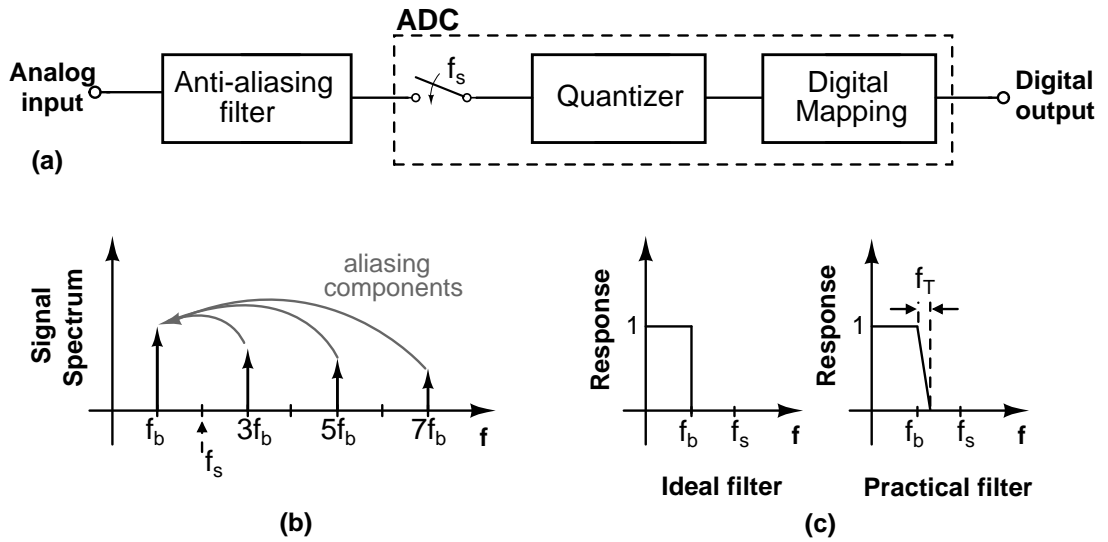 ADC
Analog
input
Anti-aliasing
filter
fs
Quantizer
Digital
Mapping
Digital
output
(a)
Signal
Spectrum
aliasing
components
fb
fs
3fb
5fb
7fb
f
(b)
Response
1
fb
fs
f
Ideal filter
Response
1
fT
fb
fs
f
Practical filter
(c)